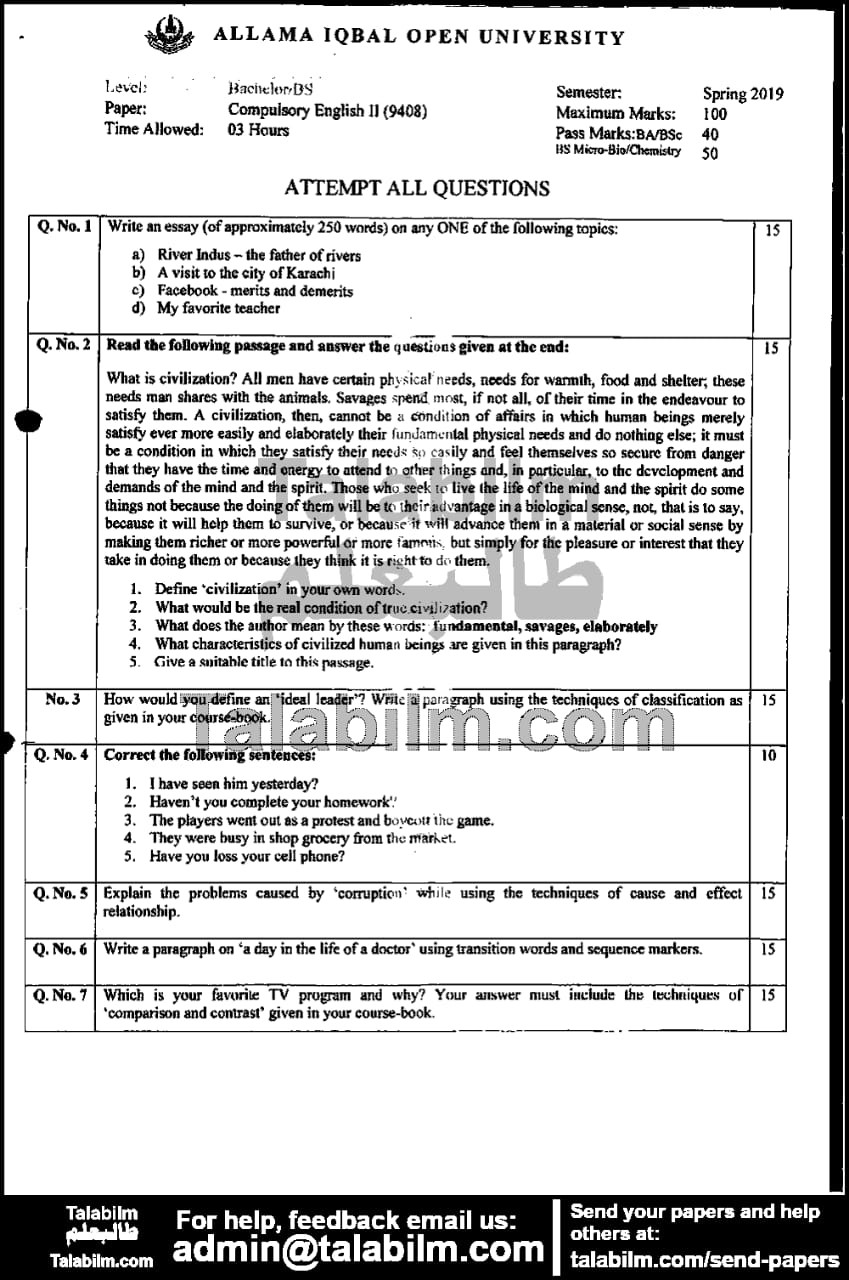 ALLAMA IQBAL OPEN UNIVERSITY
Level: Bachelor/BS
Paper: Compulsory English II (9408)
Time Allowed: 03 Hours
Semester: Spring 2019
Maximum Marks: 100
Pass Marks:BA/BSc 40
BS Micro-Bio/Chemistry 50
ATTEMPT ALL QUESTIONS
Q. No. 1 Write an essay (of approximately 250 words) on any ONE of the following topics: 15
a) River Indus – the father of rivers
b) A visit to the city of Karachi
c) Facebook - merits and demerits
d) My favorite teacher
Q. No. 2 Read the following passage and answer the questions given at the end: 15
What is civilization? All men have certain physical needs, needs for warmth, food and shelter; these
needs man shares with the animals. Savages spend most, if not all, of their time in the endeavour to
satisfy them. A civilization, then, cannot be a condition of affairs in which human beings merely
satisfy ever more easily and elaborately their fundamental physical needs and do nothing else; it must
be a condition in which they satisfy their needs so easily and feel themselves so secure from danger
that they have the time and energy to attend to other things and, in particular, to the development and
demands of the mind and the spirit. Those who seek to live the life of the mind and the spirit do some
things not because the doing of them will be to their advantage in a biological sense, not, that is to say,
because it will help them to survive, or because it will advance them in a material or social sense by
making them richer or more powerful or more famous, but simply for the pleasure or interest that they
take in doing them or because they think it is right to do them.
1. Define ‘civilization’ in your own words.
2. What would be the real condition of true civilization?
3. What does the author mean by these words: fundamental, savages, elaborately
4. What characteristics of civilized human beings are given in this paragraph?
5. Give a suitable title to this passage.
Talabilm
طالبعلم
No. 3 How would you define an ‘ideal leader’? Write a paragraph using the techniques of classification as 15
given in your course-book.
Talabilm.com
Q. No. 4 Correct the following sentences: 10
1. I have seen him yesterday?
2. Haven’t you complete your homework?
3. The players went out as a protest and boycott the game.
4. They were busy in shop grocery from the market.
5. Have you loss your cell phone?
Q. No. 5 Explain the problems caused by ‘corruption’ while using the techniques of cause and effect 15
relationship.
Q. No. 6 Write a paragraph on ‘a day in the life of a doctor’ using transition words and sequence markers. 15
Q. No. 7 Which is your favorite TV program and why? Your answer must include the techniques of 15
‘comparison and contrast’ given in your course-book.
Talabilm
طالبعلم
Talabilm.com
For help, feedback email us:
admin@talabilm.com
Send your papers and help
others at:
talabilm.com/send-papers